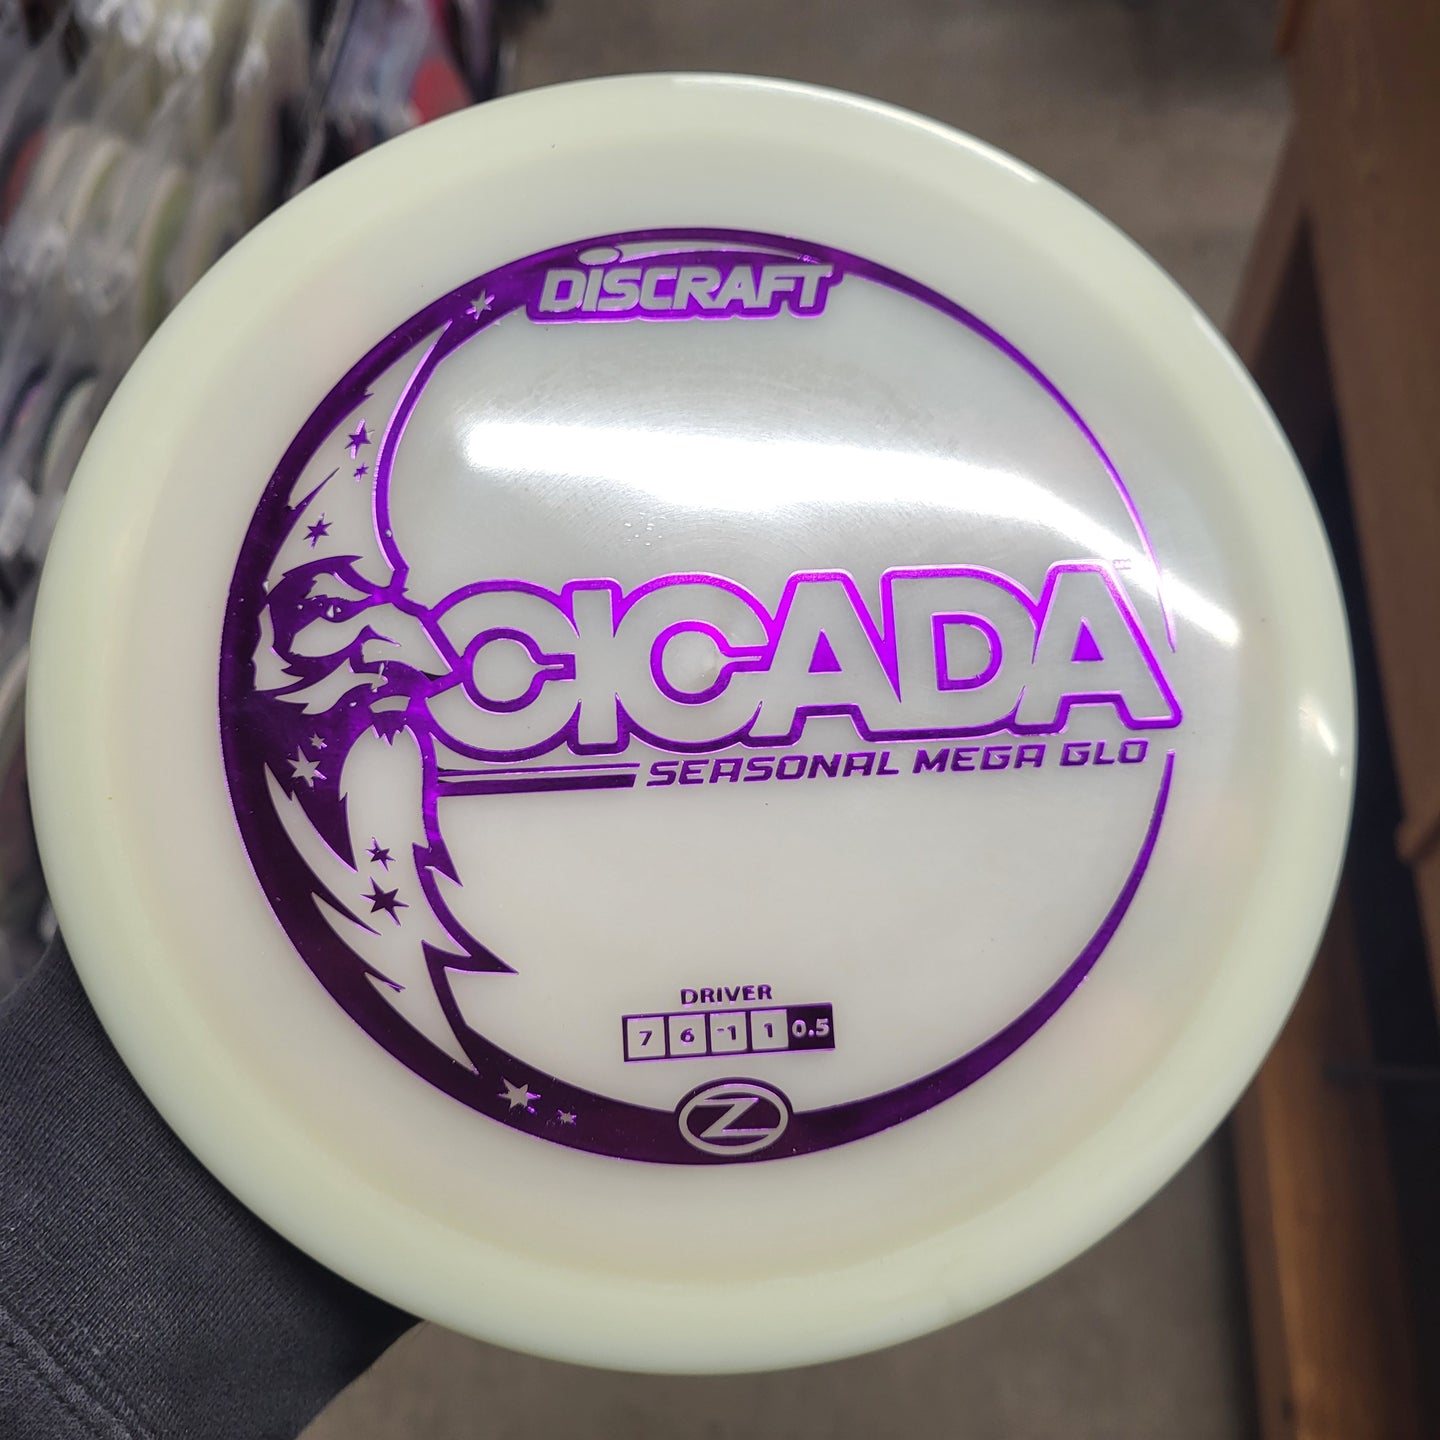 DISCRAFT
CICADA
SEASONAL MEGA GLO
DRIVER
7 6 -1 1 0.5
Z